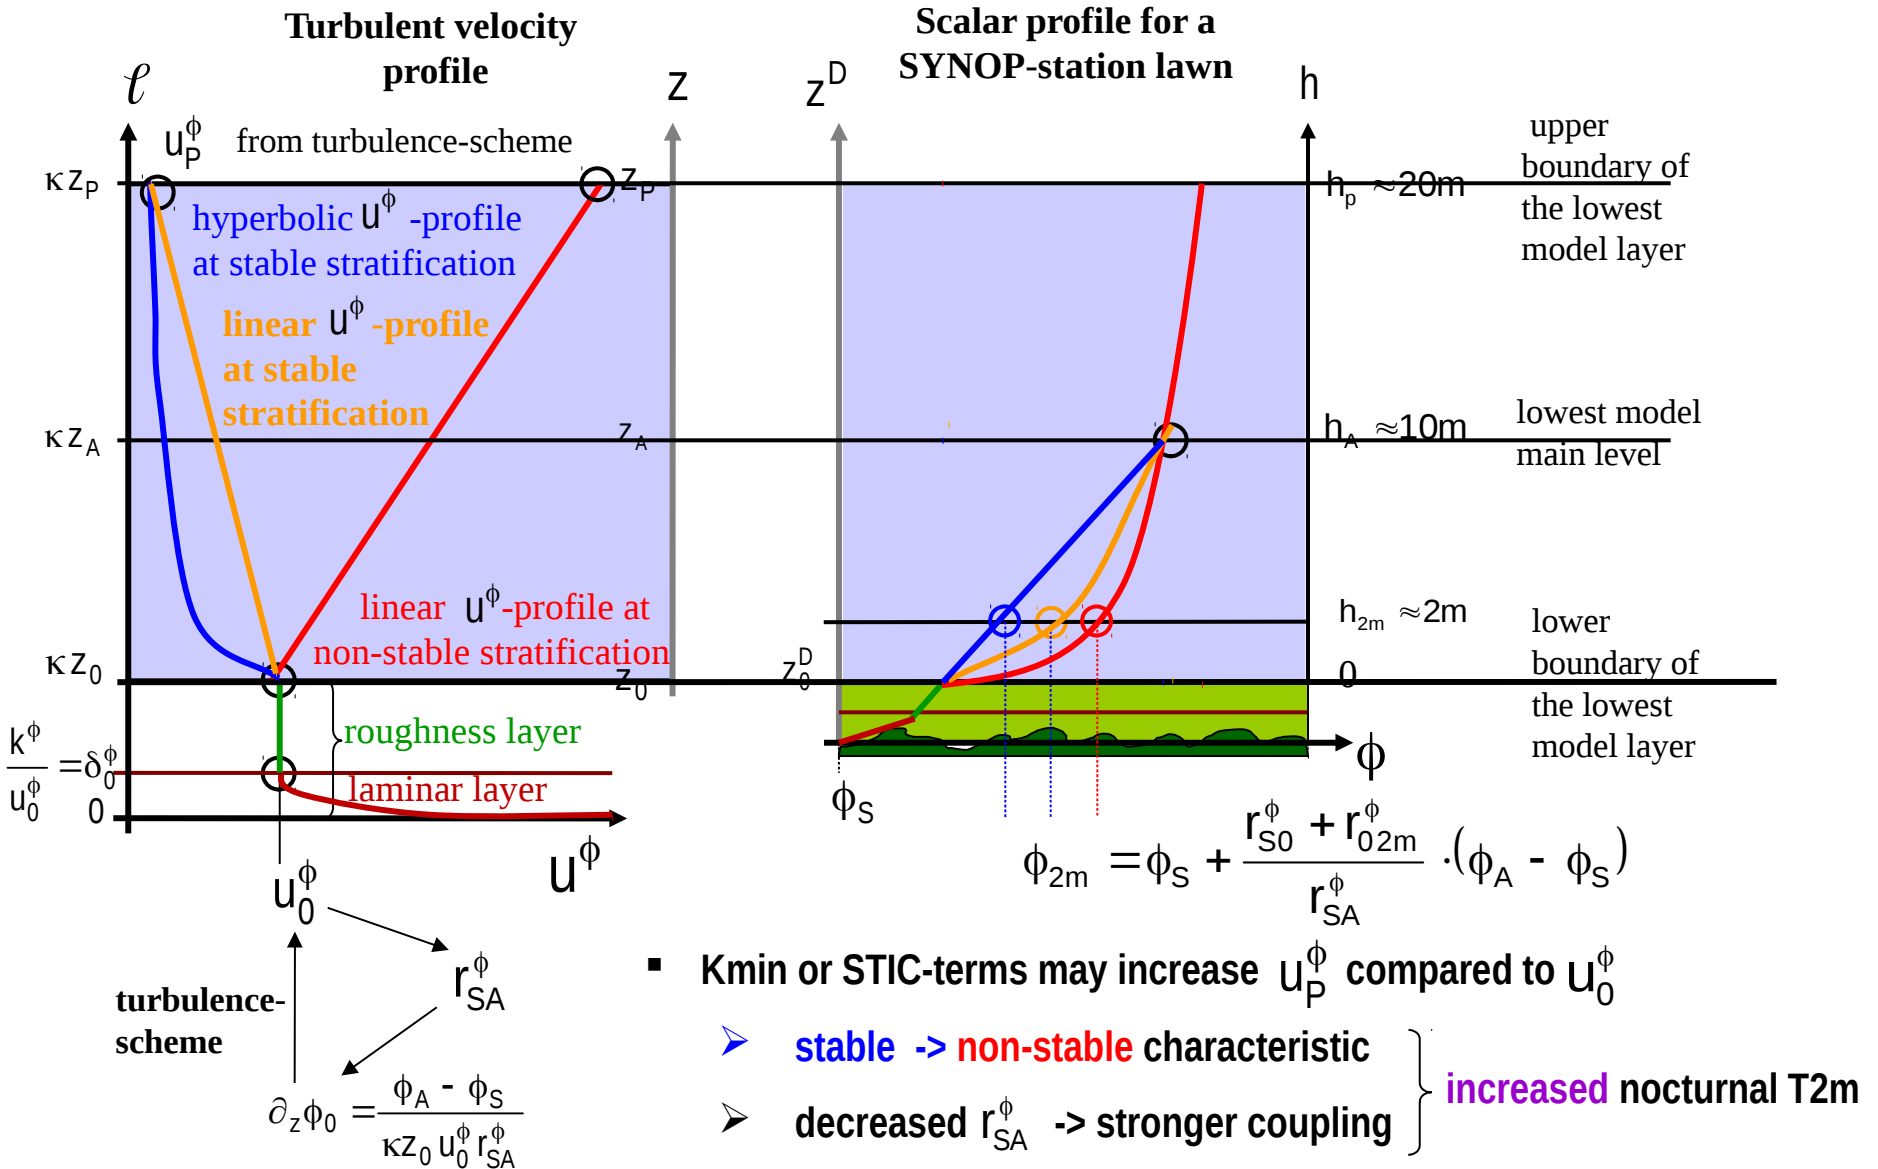 Turbulent velocity
profile
Scalar profile for a
SYNOP-station lawn
ℓ
z
z^D
h
u_P^ϕ from turbulence-scheme
upper
boundary of
the lowest
model layer
κz_P
z_P
h_p ≈20m
hyperbolic u^ϕ -profile
at stable stratification
linear u^ϕ -profile
at stable
stratification
κz_A
z_A
h_A ≈10m
lowest model
main level
linear u^ϕ-profile at
non-stable stratification
h_2m ≈2m
lower
boundary of
the lowest
model layer
κz_0
z_0
z_0^D
0
roughness layer
k^ϕ / u_0^ϕ = δ_0^ϕ
laminar layer
0
u^ϕ
ϕ
ϕ_S
ϕ_2m = ϕ_S + (r_S0^ϕ + r_02m^ϕ) / r_SA^ϕ · (ϕ_A - ϕ_S)
u_0^ϕ
r_SA^ϕ
turbulence-
scheme
∂_z ϕ_0 = (ϕ_A - ϕ_S) / (κz_0 u_0^ϕ r_SA^ϕ)
▪ Kmin or STIC-terms may increase u_P^ϕ compared to u_0^ϕ
➢ stable -> non-stable characteristic
➢ decreased r_SA^ϕ -> stronger coupling
increased nocturnal T2m